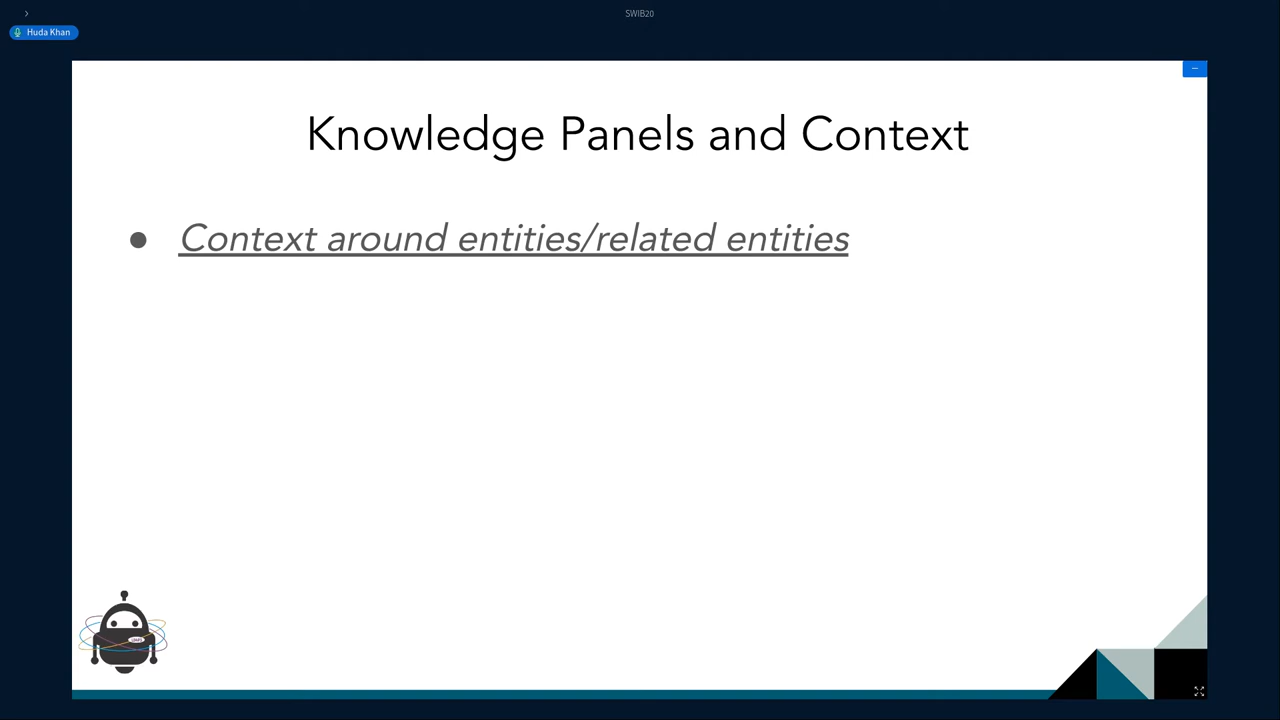 SWIB20
Huda Khan
Knowledge Panels and Context
● Context around entities/related entities